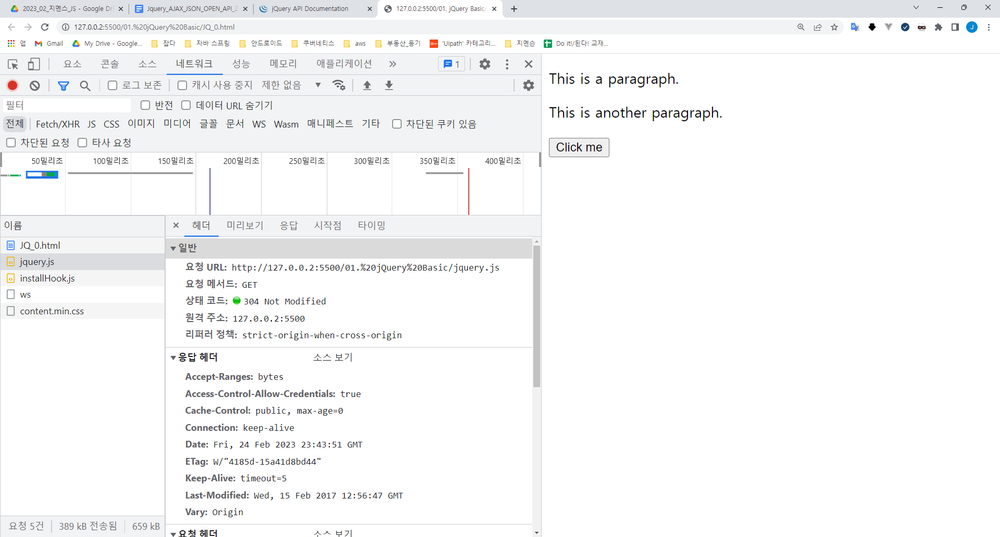 2023_02_지멘스_JS - Google Dri
Jquery_AJAX_JSON_OPEN_API_2
jQuery API Documentation
127.0.0.2:5500/01. jQuery Basic/
127.0.0.2:5500/01.%20jQuery%20Basic/JQ_0.html
J
앱
Gmail
My Drive - Google...
잡다
자바 스프링
안드로이드
쿠버네티스
aws
부동산_등기
'Uipath' 카테고리...
지멘슨
Do it!/된다! 교재...
요소 콘솔 소스 네트워크 성능 메모리 애플리케이션 1
로그 보존 캐시 사용 중지 제한 없음
필터 반전 데이터 URL 숨기기
전체 Fetch/XHR JS CSS 이미지 미디어 글꼴 문서 WS Wasm 매니페스트 기타 차단된 쿠키 있음
차단된 요청 타사 요청
50밀리초 100밀리초 150밀리초 200밀리초 250밀리초 300밀리초 350밀리초 400밀리초
이름
JQ_0.html
jquery.js
installHook.js
ws
content.min.css
요청 5건 389 kB 전송됨 659 kB
헤더 미리보기 응답 시작점 타이밍
일반
요청 URL: http://127.0.0.2:5500/01.%20jQuery%20Basic/jquery.js
요청 메서드: GET
상태 코드: 304 Not Modified
원격 주소: 127.0.0.2:5500
리퍼러 정책: strict-origin-when-cross-origin
응답 헤더 소스 보기
Accept-Ranges: bytes
Access-Control-Allow-Credentials: true
Cache-Control: public, max-age=0
Connection: keep-alive
Date: Fri, 24 Feb 2023 23:43:51 GMT
ETag: W/"4185d-15a41d8bd44"
Keep-Alive: timeout=5
Last-Modified: Wed, 15 Feb 2017 12:56:47 GMT
Vary: Origin
요청 헤더 소스 보기
This is a paragraph.
This is another paragraph.
Click me